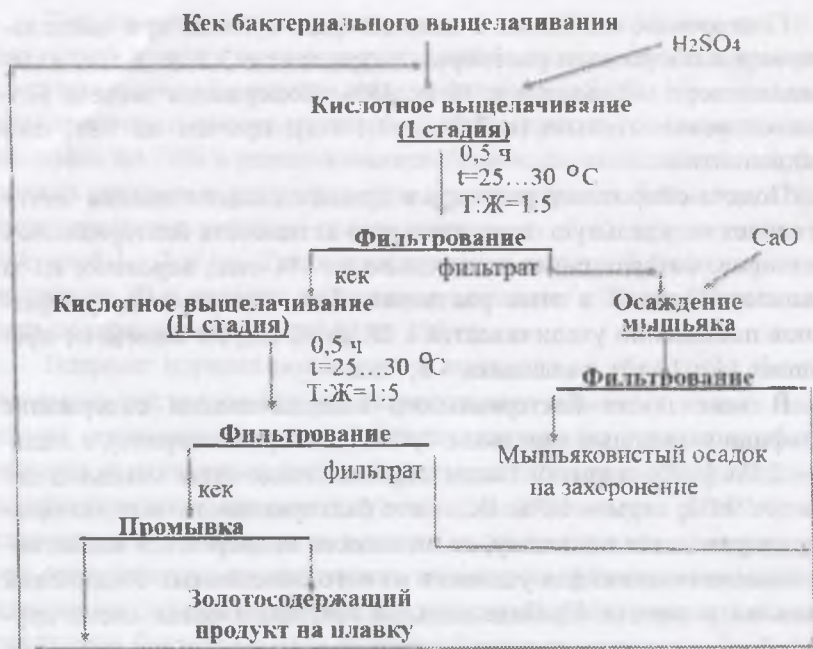 Кек бактериального выщелачивания
H2SO4
Кислотное выщелачивание
(I стадия)
0,5 ч
t=25...30 °C
Т:Ж=1:5
Фильтрование
кек
фильтрат
CaO
Кислотное выщелачивание
(II стадия)
0,5 ч
t=25...30 °C
Т:Ж=1:5
Осаждение
мышьяка
Фильтрование
Фильтрование
кек
фильтрат
Мышьяковистый осадок
на захоронение
Промывка
Золотосодержащий
продукт на плавку